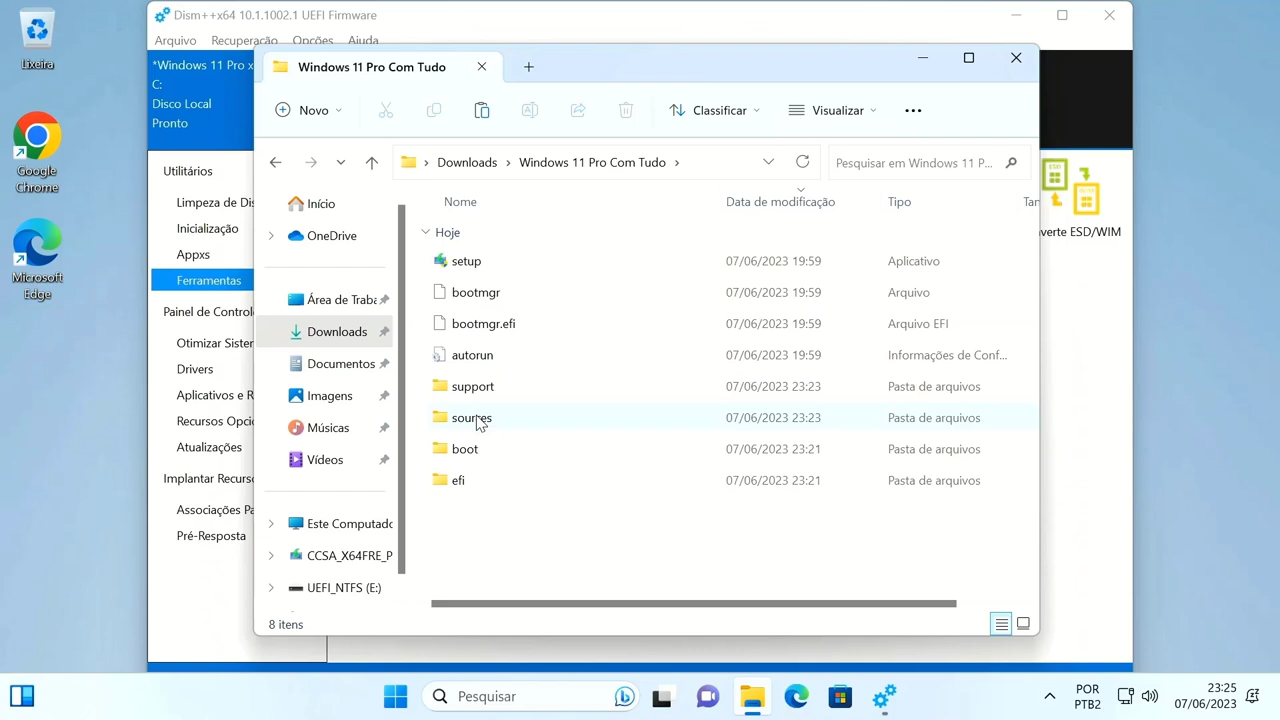 Lixeira
Google
Chrome
Microsoft
Edge
Dism++x64 10.1.1002.1 UEFI Firmware
Arquivo Recuperação Opções Ajuda
*Windows 11 Pro x
C:
Disco Local
Pronto
Utilitários
Limpeza de Dis
Inicialização
Appxs
Ferramentas
Painel de Control
Otimizar Sister
Drivers
Aplicativos e R
Recursos Opci
Atualizações
Implantar Recurso
Associações Pa
Pré-Resposta
verte ESD/WIM
Windows 11 Pro Com Tudo
Novo
Classificar
Visualizar
Downloads > Windows 11 Pro Com Tudo >
Pesquisar em Windows 11 P...
Início
OneDrive
Área de Traba
Downloads
Documentos
Imagens
Músicas
Vídeos
Este Computado
CCSA_X64FRE_P
UEFI_NTFS (E:)
Nome Data de modificação Tipo Tan
Hoje
setup 07/06/2023 19:59 Aplicativo
bootmgr 07/06/2023 19:59 Arquivo
bootmgr.efi 07/06/2023 19:59 Arquivo EFI
autorun 07/06/2023 19:59 Informações de Conf...
support 07/06/2023 23:23 Pasta de arquivos
sources 07/06/2023 23:23 Pasta de arquivos
boot 07/06/2023 23:21 Pasta de arquivos
efi 07/06/2023 23:21 Pasta de arquivos
8 itens
Pesquisar
POR
PTB2
23:25
07/06/2023